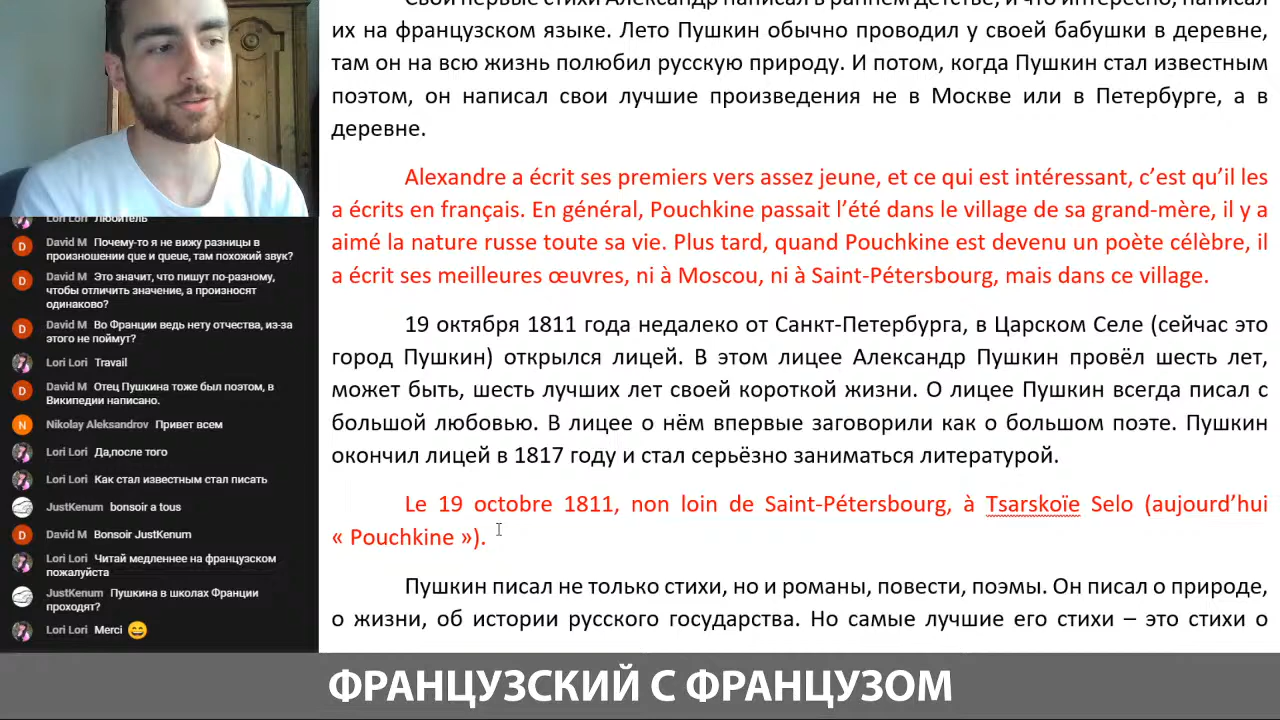 Свои первые стихи Александр написал в раннем детстве, и что интересно, написал
их на французском языке. Лето Пушкин обычно проводил у своей бабушки в деревне,
там он на всю жизнь полюбил русскую природу. И потом, когда Пушкин стал известным
поэтом, он написал свои лучшие произведения не в Москве или в Петербурге, а в
деревне.
Alexandre a écrit ses premiers vers assez jeune, et ce qui est intéressant, c’est qu’il les
a écrits en français. En général, Pouchkine passait l’été dans le village de sa grand-mère, il y a
aimé la nature russe toute sa vie. Plus tard, quand Pouchkine est devenu un poète célèbre, il
a écrit ses meilleures œuvres, ni à Moscou, ni à Saint-Pétersbourg, mais dans ce village.
19 октября 1811 года недалеко от Санкт-Петербурга, в Царском Селе (сейчас это
город Пушкин) открылся лицей. В этом лицее Александр Пушкин провёл шесть лет,
может быть, шесть лучших лет своей короткой жизни. О лицее Пушкин всегда писал с
большой любовью. В лицее о нём впервые заговорили как о большом поэте. Пушкин
окончил лицей в 1817 году и стал серьёзно заниматься литературой.
Le 19 octobre 1811, non loin de Saint-Pétersbourg, à Tsarskoïe Selo (aujourd’hui
« Pouchkine »).
Пушкин писал не только стихи, но и романы, повести, поэмы. Он писал о природе,
о жизни, об истории русского государства. Но самые лучшие его стихи – это стихи о
Lori Lori Любитель
D David M Почему-то я не вижу разницы в
произношении que и queue, там похожий звук?
D David M Это значит, что пишут по-разному,
чтобы отличить значение, а произносят
одинаково?
D David M Во Франции ведь нету отчества, из-за
этого не поймут?
Lori Lori Travail
D David M Отец Пушкина тоже был поэтом, в
Википедии написано.
N Nikolay Aleksandrov Привет всем
Lori Lori Да,после того
Lori Lori Как стал известным стал писать
JustKenum bonsoir a tous
D David M Bonsoir JustKenum
Lori Lori Читай медленнее на французском
пожалуйста
JustKenum Пушкина в школах Франции
проходят?
Lori Lori Merci 😄
ФРАНЦУЗСКИЙ С ФРАНЦУЗОМ